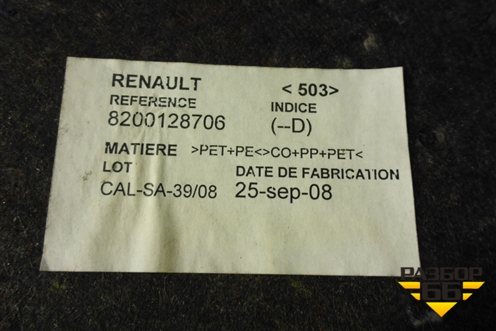 RENAULT <503>
REFERENCE INDICE
8200128706 (--D)
MATIERE >PET+PE<>CO+PP+PET<
LOT DATE DE FABRICATION
CAL-SA-39/08 25-sep-08
РАЗБОР
66